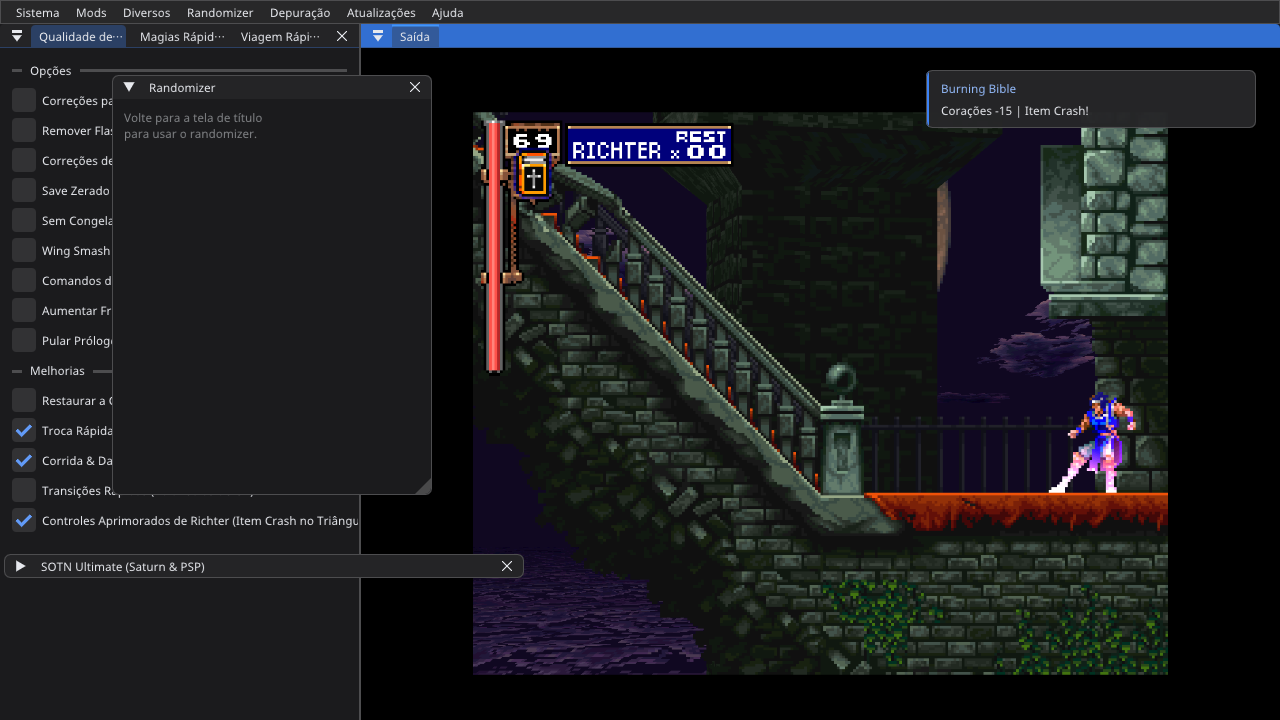 Sistema Mods Diversos Randomizer Depuração Atualizações Ajuda
Qualidade de··· Magias Rápid··· Viagem Rápi··· Saída
Opções
Randomizer
Volte para a tela de título
para usar o randomizer.
Correções pa
Remover Flas
Correções de
Save Zerado
Sem Congela
Wing Smash
Comandos d
Aumentar Fr
Pular Prólogo
Melhorias
Restaurar a
Troca Rápida
Corrida & Da
Transições
Controles Aprimorados de Richter (Item Crash no Triângu
SOTN Ultimate (Saturn & PSP)
Burning Bible
Corações -15 | Item Crash!
69
REST
RICHTER x 00